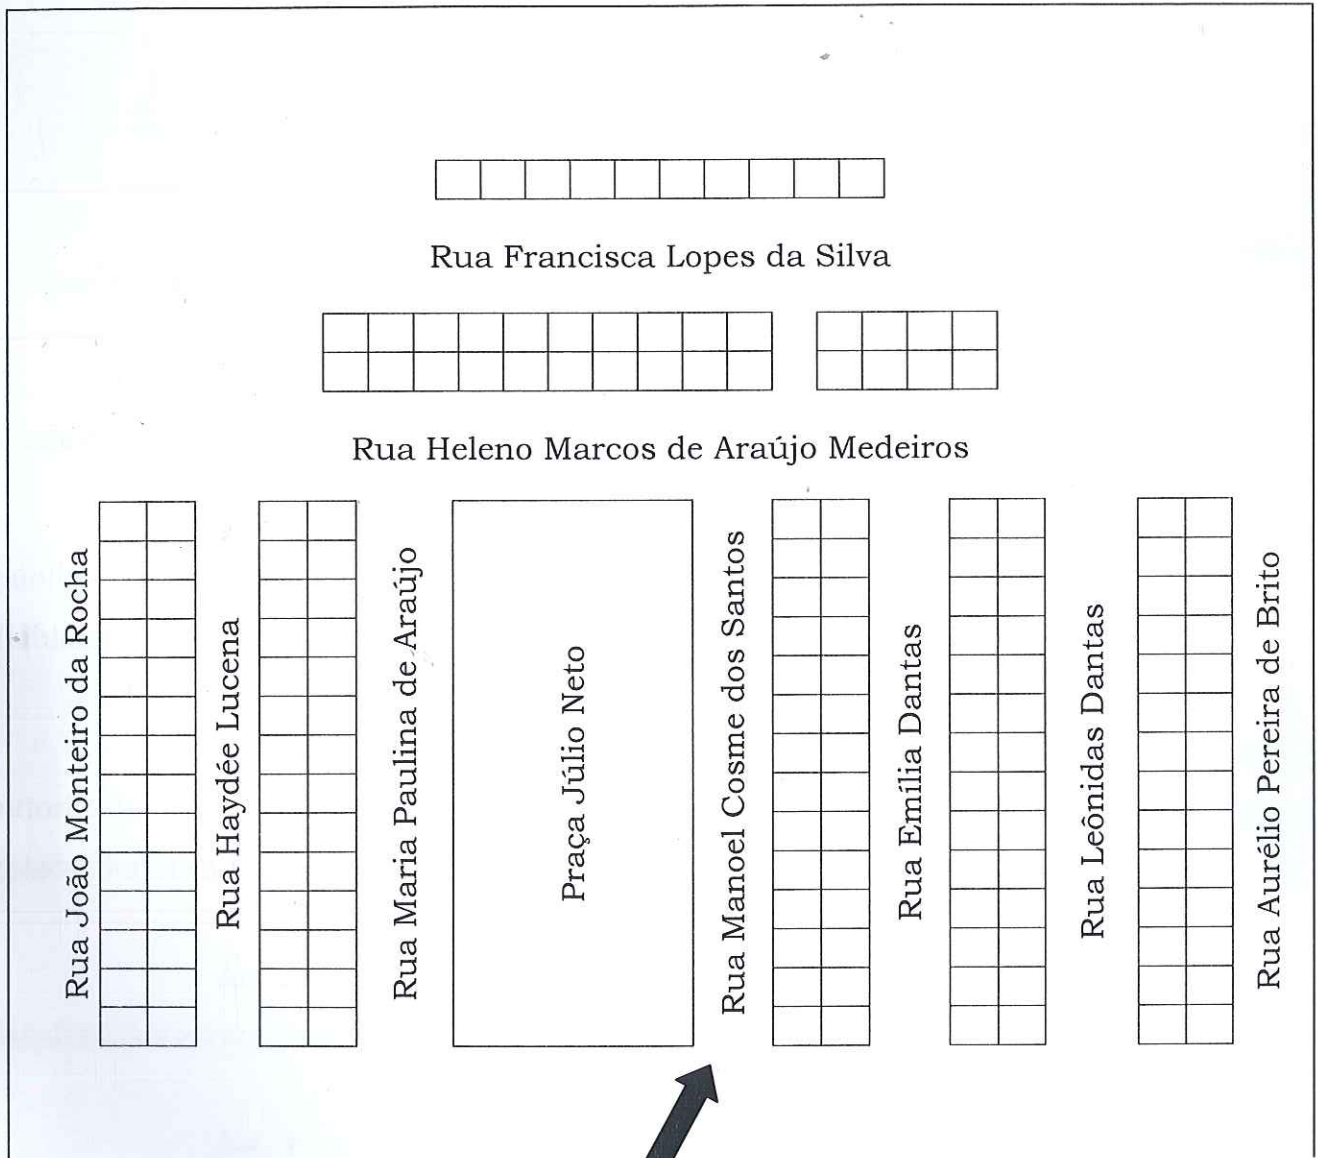 Rua Francisca Lopes da Silva
Rua Heleno Marcos de Araújo Medeiros
Rua João Monteiro da Rocha
Rua Haydée Lucena
Rua Maria Paulina de Araújo
Praça Júlio Neto
Rua Manoel Cosme dos Santos
Rua Emília Dantas
Rua Leônidas Dantas
Rua Aurélio Pereira de Brito